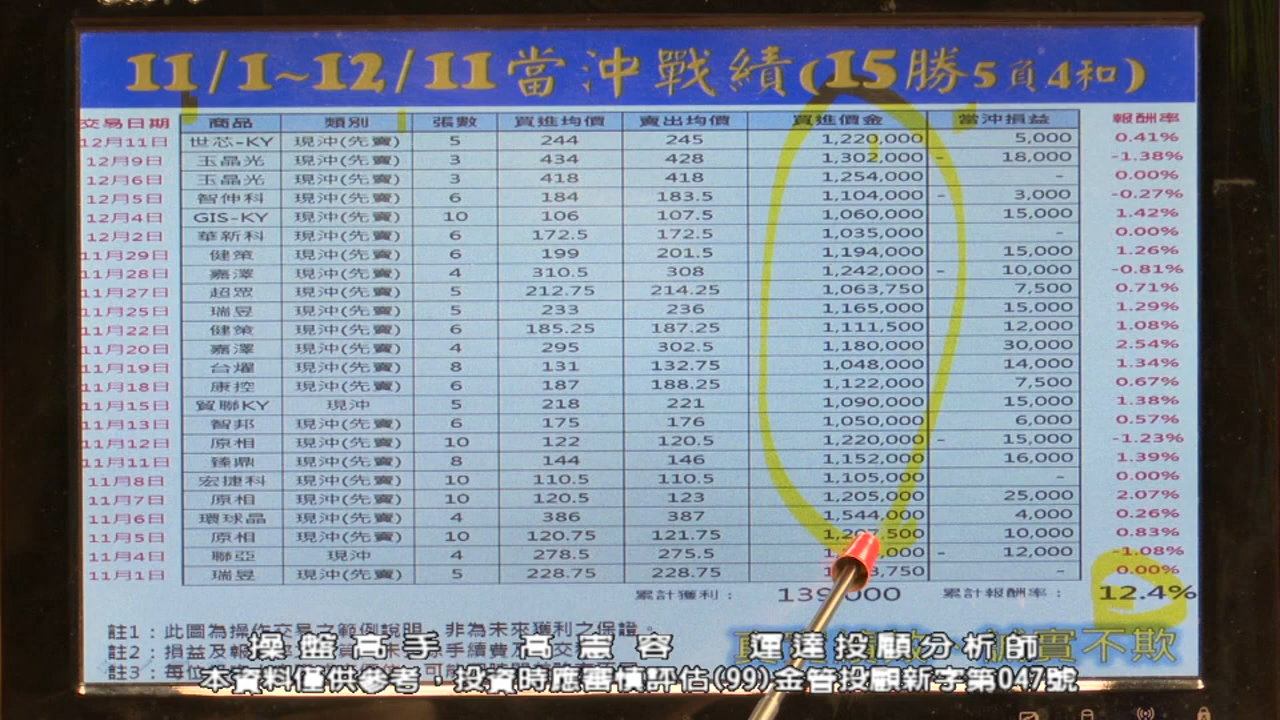 11/1~12/11當沖戰績(15勝5負4和)
交易日期 商品 類別 張數 買進均價 賣出均價 買進價金 當沖損益 報酬率
12月11日 世芯-KY 現沖(先賣) 5 244 245 1,220,000 5,000 0.41%
12月9日 玉晶光 現沖(先賣) 3 434 428 1,302,000 - 18,000 -1.38%
12月6日 玉晶光 現沖(先賣) 3 418 418 1,254,000 - 0.00%
12月5日 智伸科 現沖(先賣) 6 184 183.5 1,104,000 - 3,000 -0.27%
12月4日 GIS-KY 現沖(先賣) 10 106 107.5 1,060,000 15,000 1.42%
12月2日 華新科 現沖(先賣) 6 172.5 172.5 1,035,000 - 0.00%
11月29日 健策 現沖(先賣) 6 199 201.5 1,194,000 15,000 1.26%
11月28日 嘉澤 現沖(先賣) 4 310.5 308 1,242,000 - 10,000 -0.81%
11月27日 超眾 現沖(先賣) 5 212.75 214.25 1,063,750 7,500 0.71%
11月25日 瑞昱 現沖(先賣) 5 233 236 1,165,000 15,000 1.29%
11月22日 健策 現沖(先賣) 6 185.25 187.25 1,111,500 12,000 1.08%
11月20日 嘉澤 現沖(先賣) 4 295 302.5 1,180,000 30,000 2.54%
11月19日 台燿 現沖(先賣) 8 131 132.75 1,048,000 14,000 1.34%
11月18日 康控 現沖(先賣) 6 187 188.25 1,122,000 7,500 0.67%
11月15日 貿聯KY 現沖 5 218 221 1,090,000 15,000 1.38%
11月13日 智邦 現沖(先賣) 6 175 176 1,050,000 6,000 0.57%
11月12日 原相 現沖(先賣) 10 122 120.5 1,220,000 - 15,000 -1.23%
11月11日 臻鼎 現沖(先賣) 8 144 146 1,152,000 16,000 1.39%
11月8日 宏捷科 現沖(先賣) 10 110.5 110.5 1,105,000 - 0.00%
11月7日 原相 現沖(先賣) 10 120.5 123 1,205,000 25,000 2.07%
11月6日 環球晶 現沖(先賣) 4 386 387 1,544,000 4,000 0.26%
11月5日 原相 現沖(先賣) 10 120.75 121.75 500 10,000 0.83%
11月4日 聯亞 現沖 4 278.5 275.5 000 - 12,000 -1.08%
11月1日 瑞昱 現沖(先賣) 5 228.75 228.75 3,750 - 0.00%
累計獲利： 139 000 累計報酬率： 12.4%
註1：此圖為操作交易之範例說明，非為未來獲利之保證。
註2：損益及報
註3：每位
實不欺
操盤高手 高憲容 運達投顧分析師
本資料僅供參考，投資時應審慎評估(99)金管投顧新字第047號